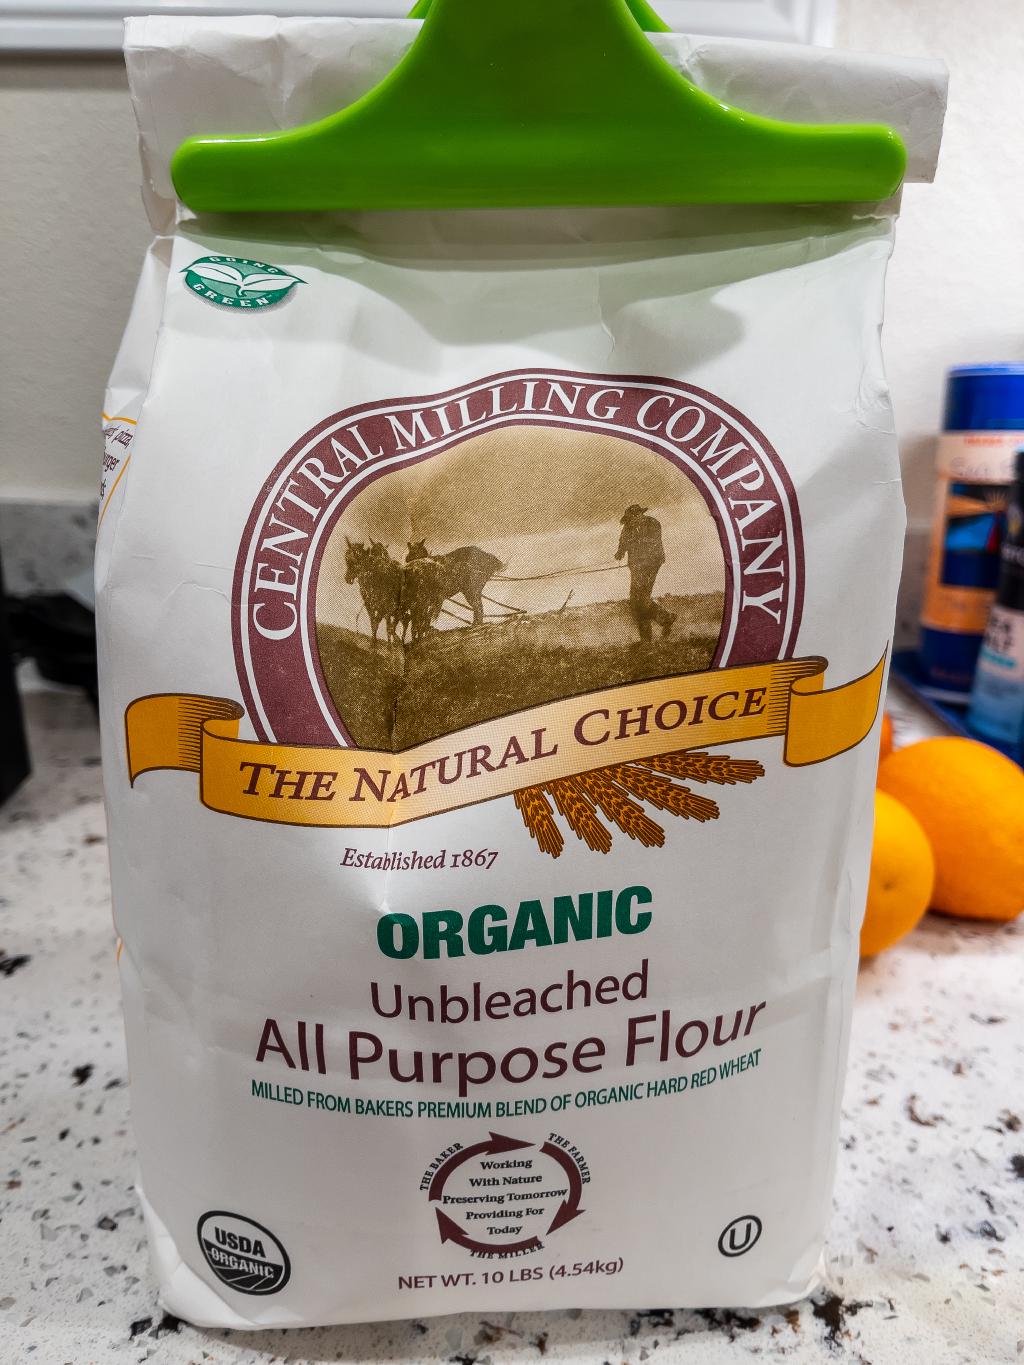 GOING
GREEN
CENTRAL MILLING COMPANY
THE NATURAL CHOICE
Established 1867
ORGANIC
Unbleached
All Purpose Flour
MILLED FROM BAKERS PREMIUM BLEND OF ORGANIC HARD RED WHEAT
THE BAKER
THE FARMER
Working
With Nature
Preserving Tomorrow
Providing For
Today
THE MILLER
USDA
ORGANIC
U
NET WT. 10 LBS (4.54kg)